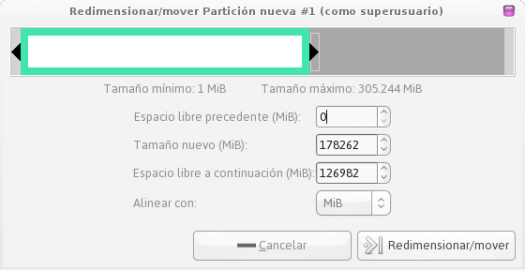 Redimensionar/mover Partición nueva #1 (como superusuario)
Tamaño mínimo: 1 MiB Tamaño máximo: 305.244 MiB
Espacio libre precedente (MiB): 0
Tamaño nuevo (MiB): 178262
Espacio libre a continuación (MiB): 126982
Alinear con: MiB
Cancelar Redimensionar/mover